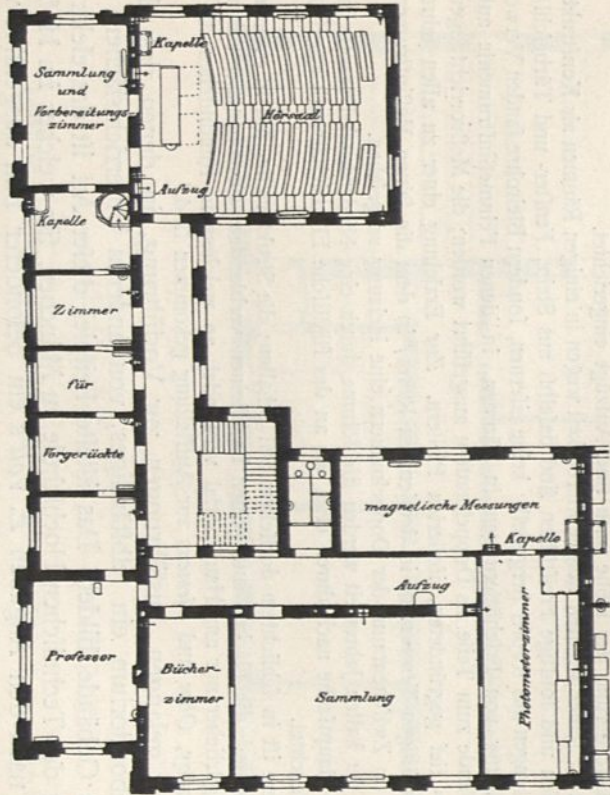 Sammlung
und
Vorbereitungs-
zimmer
Kapelle
Hörsaal
Aufzug
Kapelle
Zimmer
für
Vorgerückte
magnetische Messungen
Kapelle
Aufzug
Professor
Bücher-
zimmer
Sammlung
Photometerzimmer